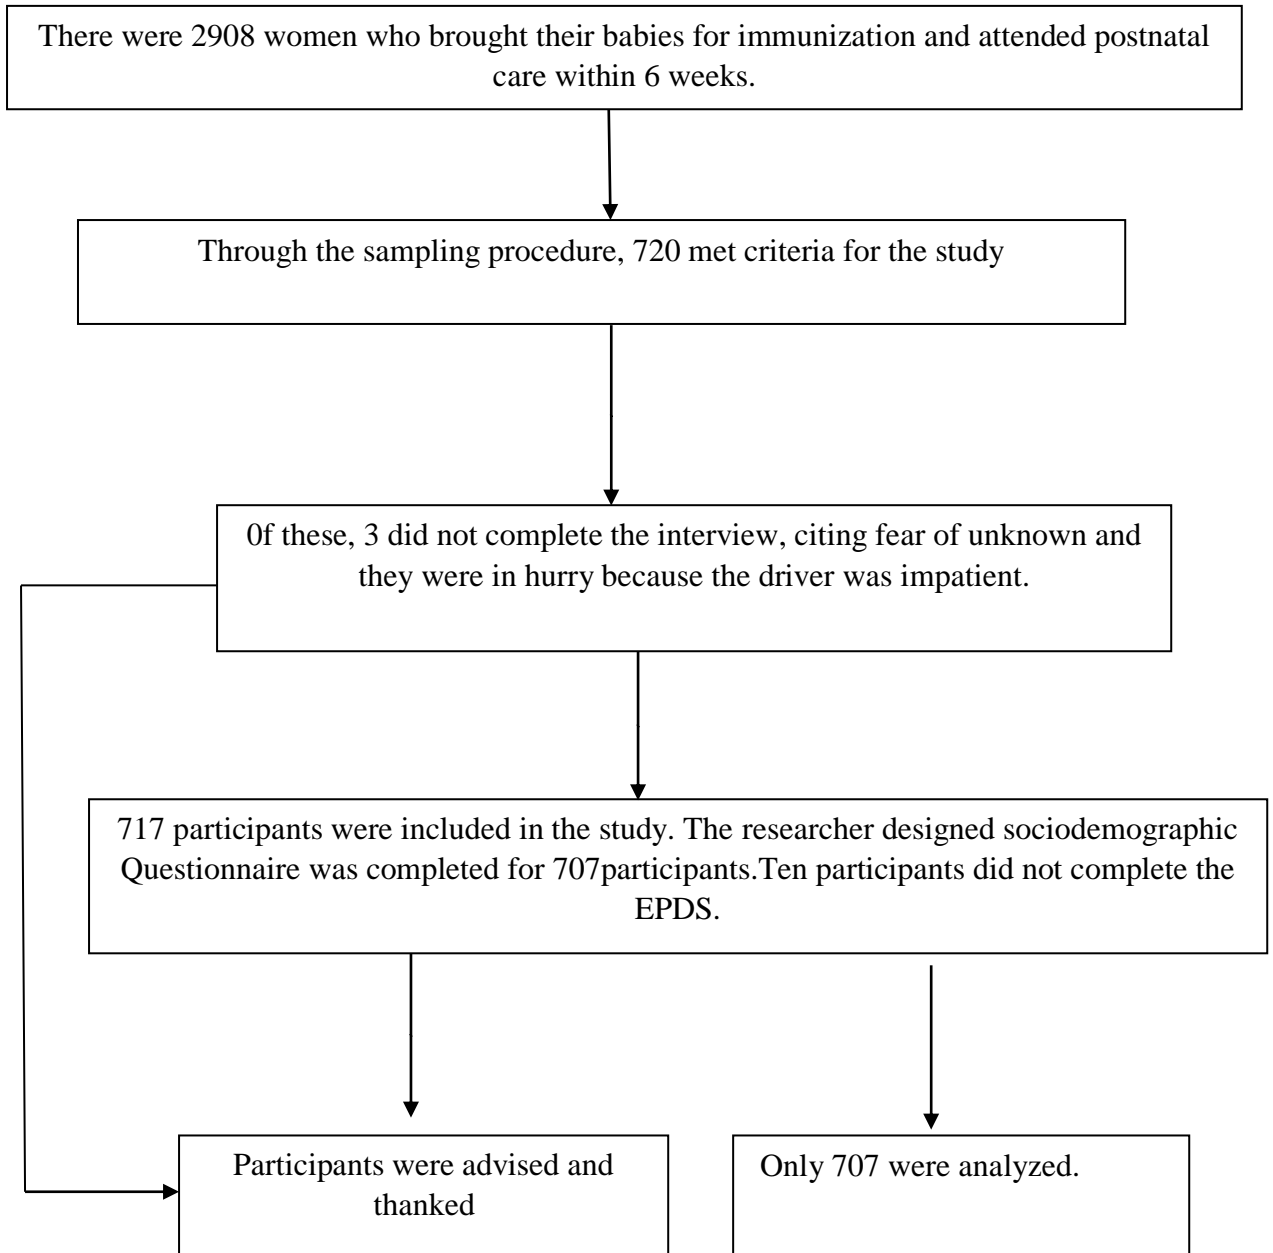 There were 2908 women who brought their babies for immunization and attended postnatal
care within 6 weeks.
Through the sampling procedure, 720 met criteria for the study
0f these, 3 did not complete the interview, citing fear of unknown and
they were in hurry because the driver was impatient.
717 participants were included in the study. The researcher designed sociodemographic
Questionnaire was completed for 707participants.Ten participants did not complete the
EPDS.
Participants were advised and
thanked
Only 707 were analyzed.